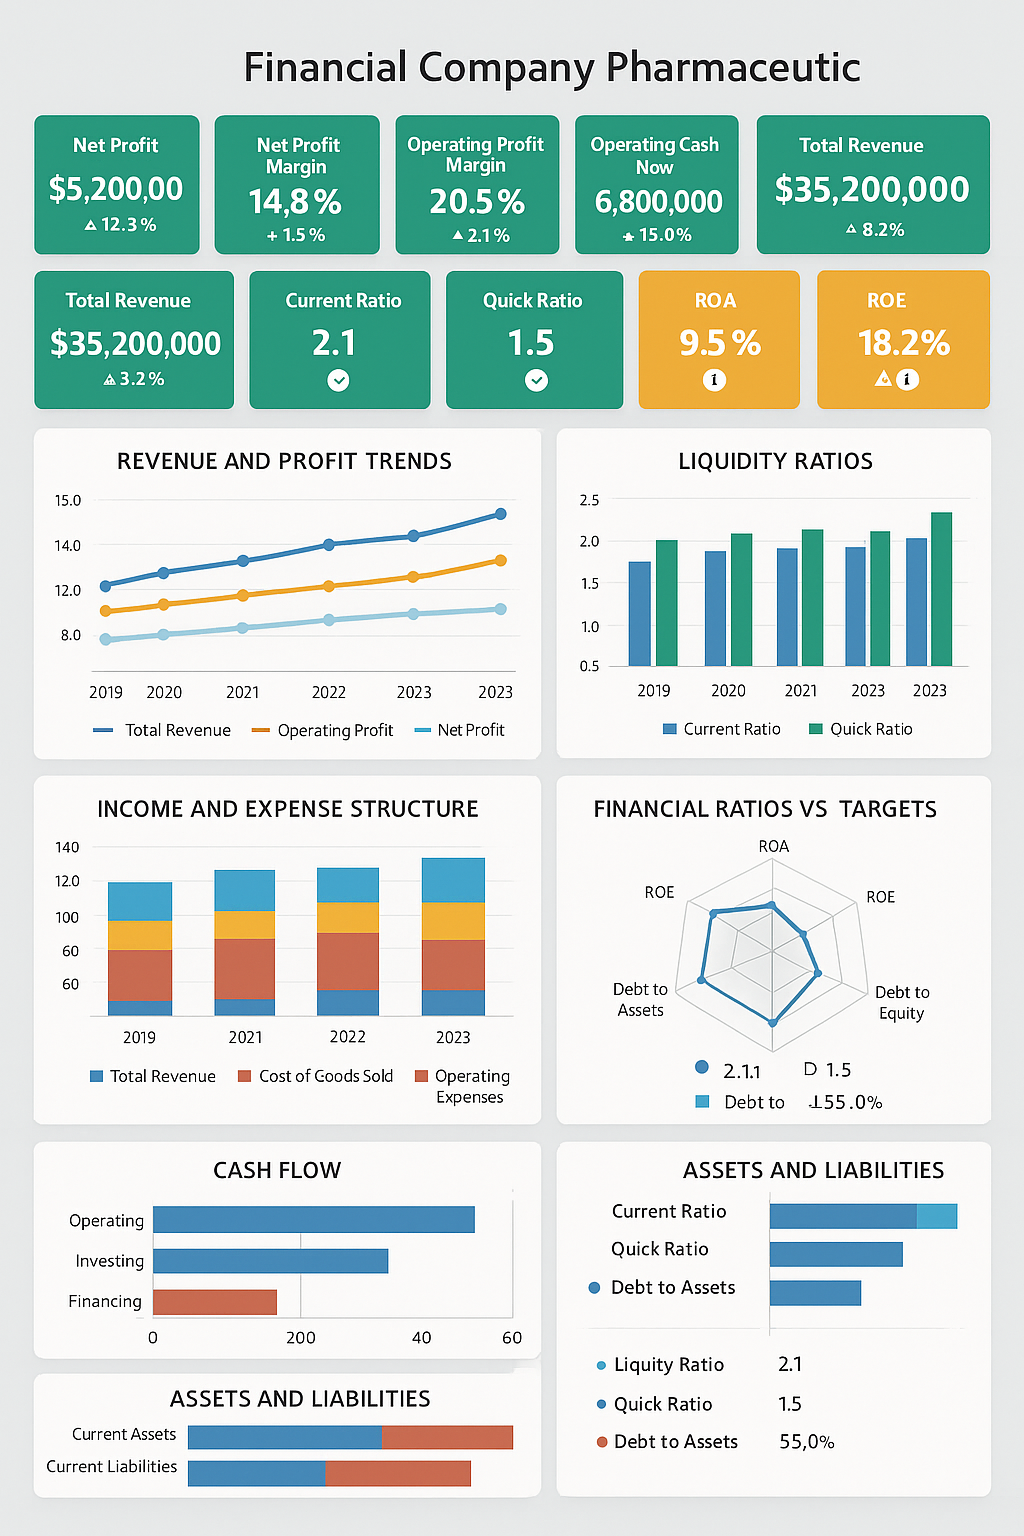 Financial Company Pharmaceutic
Net Profit
$5,200,00
12.3%
Net Profit
Margin
14,8%
+ 1.5%
Operating Profit
Margin
20.5%
▲ 2.1%
Operating Cash
Now
6,800,000
15.0%
Total Revenue
$35,200,000
8.2%
Total Revenue
$35,200,000
3.2%
Current Ratio
2.1
Quick Ratio
1.5
ROA
9.5%
i
ROE
18.2%
i
REVENUE AND PROFIT TRENDS
15.0
14.0
12.0
8.0
2019 2020 2021 2022 2023 2023
Total Revenue Operating Profit Net Profit
LIQUIDITY RATIOS
2.5
2.0
1.5
1.0
0.5
2019 2020 2021 2023 2023
Current Ratio Quick Ratio
INCOME AND EXPENSE STRUCTURE
140
12.0
100
60
60
2019 2021 2022 2023
Total Revenue Cost of Goods Sold Operating
Expenses
FINANCIAL RATIOS VS TARGETS
ROA
ROE
ROE
Debt to
Assets
Debt to
Equity
2.1.1 D 1.5
Debt to 155.0%
CASH FLOW
Operating
Investing
Financing
0 200 40 60
ASSETS AND LIABILITIES
Current Assets
Current Liabilities
ASSETS AND LIABILITIES
Current Ratio
Quick Ratio
Debt to Assets
Liquity Ratio 2.1
Quick Ratio 1.5
Debt to Assets 55,0%